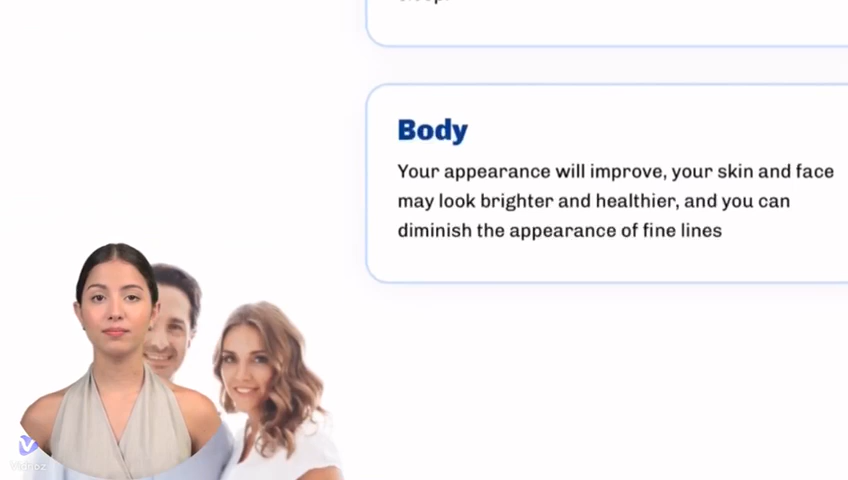 Body
Your appearance will improve, your skin and face
may look brighter and healthier, and you can
diminish the appearance of fine lines